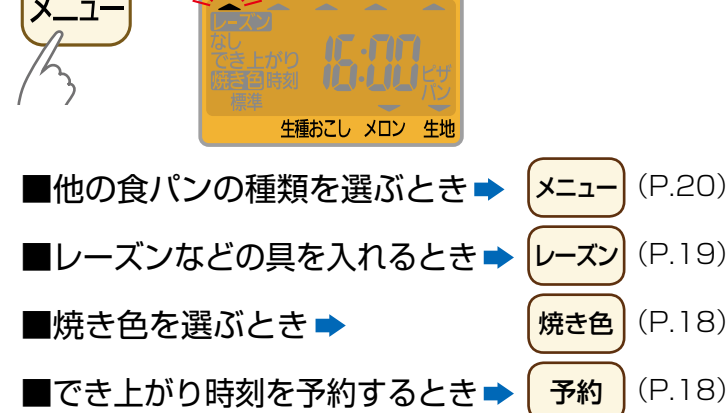 メニュー
レーズン
なし
でき上がり
焼き色 時刻
標準
16:00
ピザ
パン
生種おこし メロン 生地
■他の食パンの種類を選ぶとき➡ メニュー (P.20)
■レーズンなどの具を入れるとき➡ レーズン (P.19)
■焼き色を選ぶとき➡ 焼き色 (P.18)
■でき上がり時刻を予約するとき➡ 予約 (P.18)